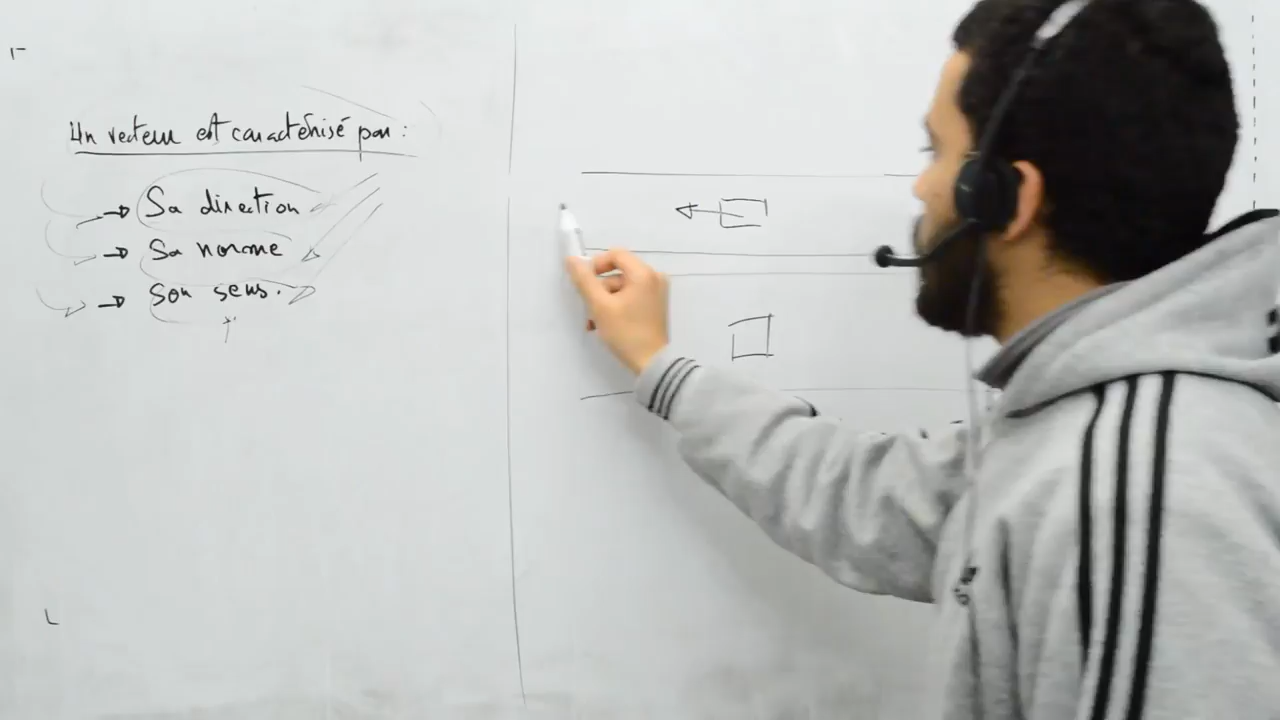 Un vecteur est caractérisé par :
→ Sa direction
→ Sa norme
→ Son sens.